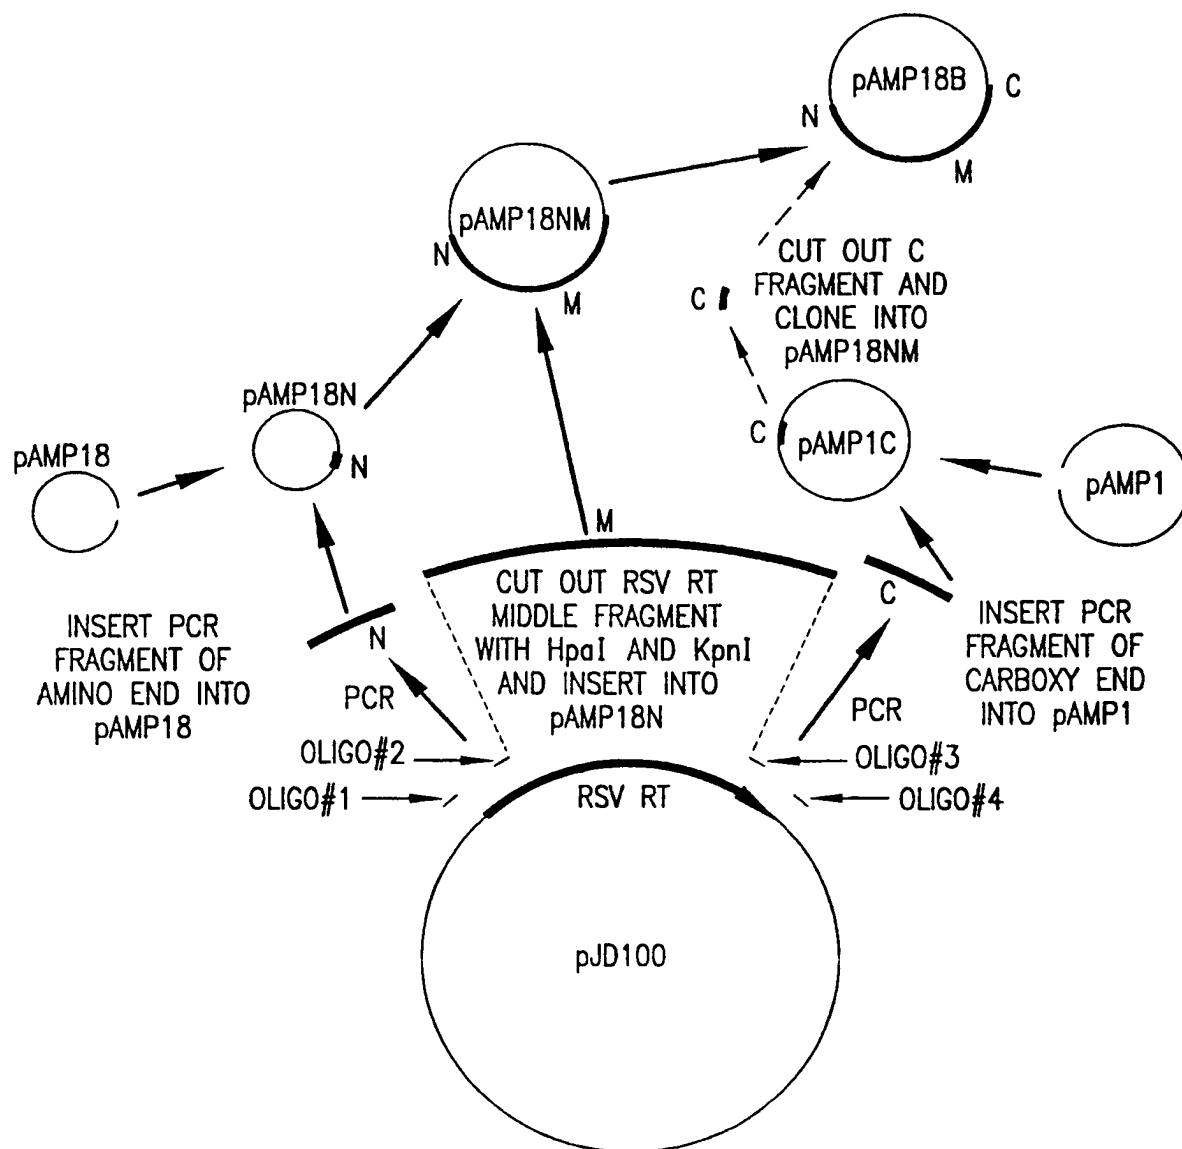 pAMP18B
C
N
M
pAMP18NM
N
M
CUT OUT C
FRAGMENT AND
CLONE INTO
pAMP18NM
C
pAMP18N
N
pAMP18
C
pAMP1C
pAMP1
M
CUT OUT RSV RT
MIDDLE FRAGMENT
WITH HpaI AND KpnI
AND INSERT INTO
pAMP18N
N
C
INSERT PCR
FRAGMENT OF
AMINO END INTO
pAMP18
INSERT PCR
FRAGMENT OF
CARBOXY END
INTO pAMP1
PCR
PCR
OLIGO#2
OLIGO#3
OLIGO#1
RSV RT
OLIGO#4
pJD100